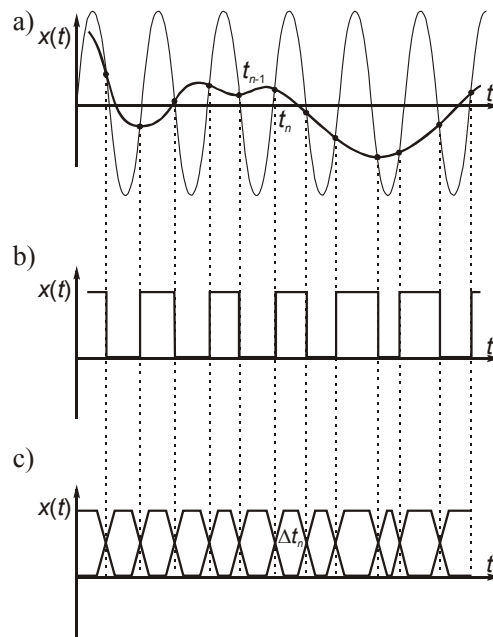 a)
x(t)
t_{n-1}
t
t_n
b)
x(t)
t
c)
x(t)
Δt_n
t